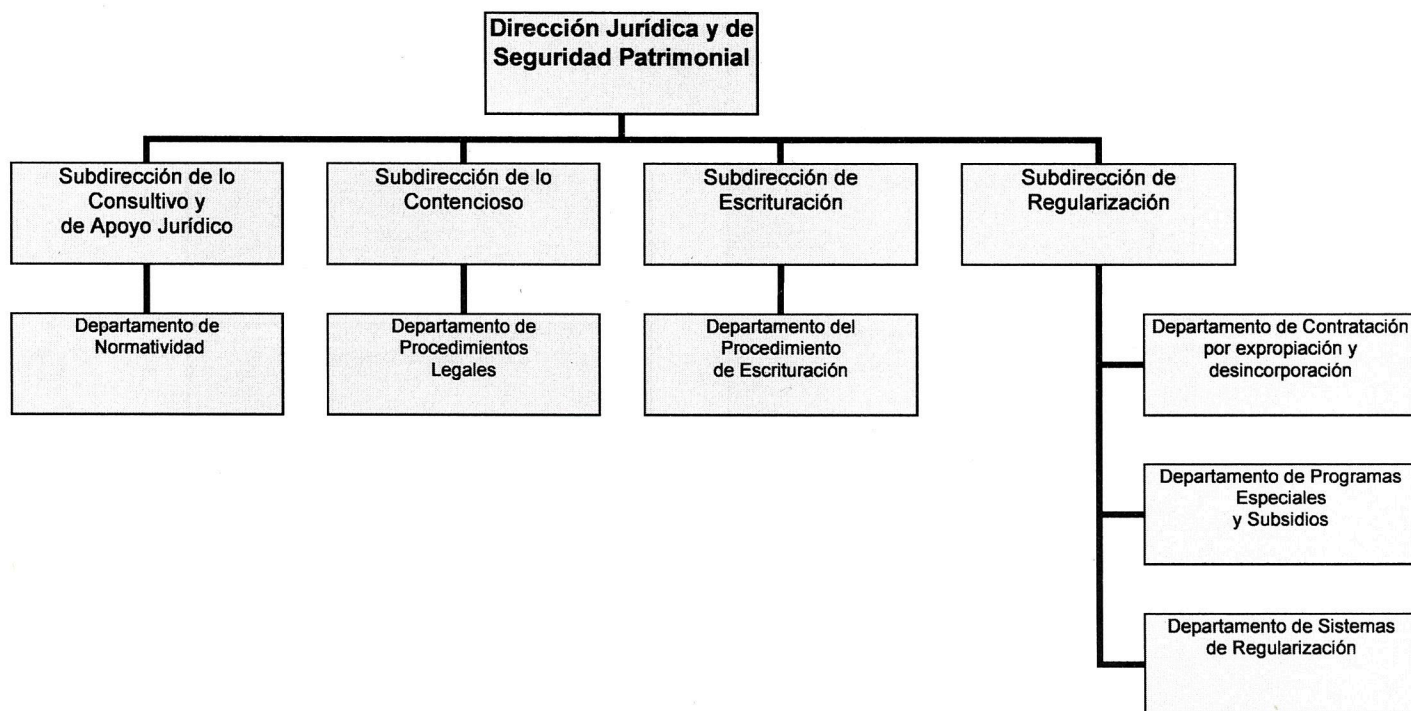 Dirección Jurídica y de
Seguridad Patrimonial
Subdirección de lo
Consultivo y
de Apoyo Jurídico
Subdirección de lo
Contencioso
Subdirección de
Escrituración
Subdirección de
Regularización
Departamento de
Normatividad
Departamento de
Procedimientos
Legales
Departamento del
Procedimiento
de Escrituración
Departamento de Contratación
por expropiación y
desincorporación
Departamento de Programas
Especiales
y Subsidios
Departamento de Sistemas
de Regularización